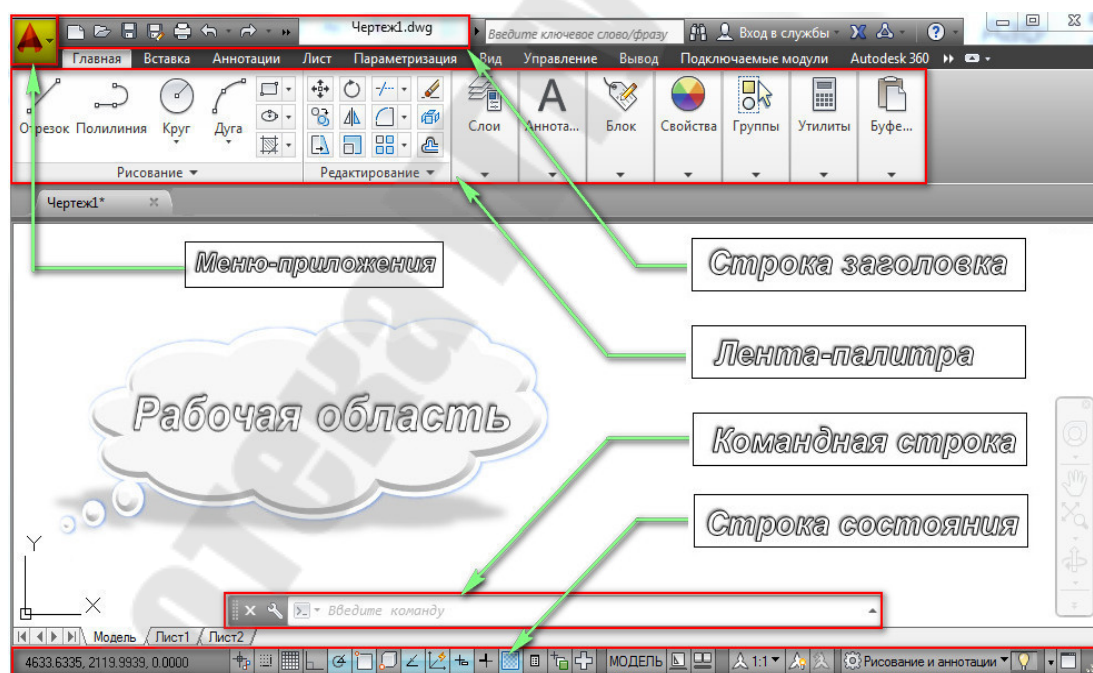 Чертеж1.dwg
Введите ключевое слово/фразу
Вход в службы
Главная Вставка Аннотации Лист Параметризация Вид Управление Вывод Подключаемые модули Autodesk 360
Отрезок Полилиния Круг Дуга
Слои Аннота... Блок Свойства Группы Утилиты Буфе...
Рисование Редактирование
Чертеж1*
Меню-приложения
Строка заголовка
Лента-палитра
Рабочая область
Командная строка
Строка состояния
Y
X
Введите команду
Модель Лист1 Лист2
4633.6335, 2119.9939, 0.0000 МОДЕЛЬ 1:1 Рисование и аннотации